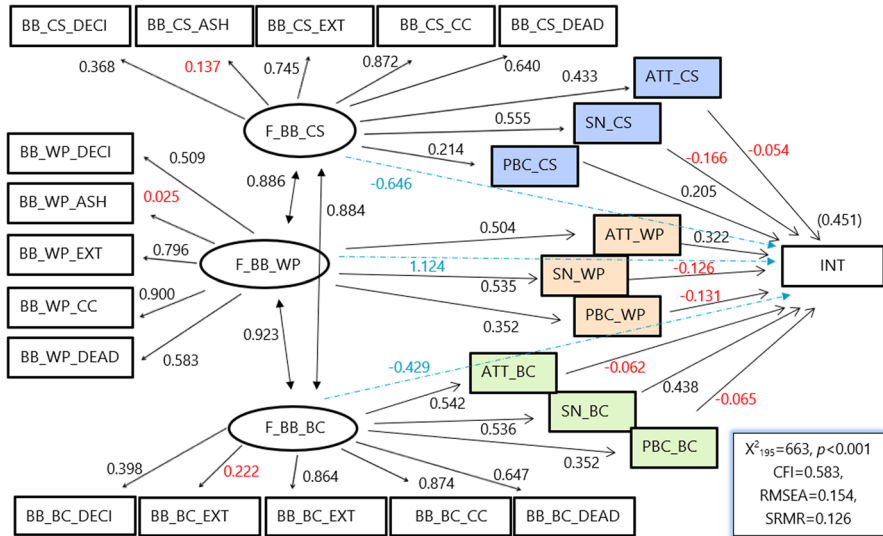 BB_CS_DECI
BB_CS_ASH
BB_CS_EXT
BB_CS_CC
BB_CS_DEAD
0.368
0.137
0.745
0.872
0.640
0.433
ATT_CS
F_BB_CS
0.555
SN_CS
0.214
PBC_CS
-0.166
-0.054
BB_WP_DECI
0.509
0.886
-0.646
0.205
BB_WP_ASH
0.025
0.884
(0.451)
BB_WP_EXT
0.796
F_BB_WP
0.504
ATT_WP
0.322
1.124
SN_WP
-0.126
INT
0.535
BB_WP_CC
0.900
0.352
PBC_WP
-0.131
BB_WP_DEAD
0.583
0.923
-0.429
ATT_BC
-0.062
0.542
SN_BC
0.438
-0.065
F_BB_BC
0.536
PBC_BC
0.352
0.398
0.222
0.864
0.874
0.647
BB_BC_DECI
BB_BC_EXT
BB_BC_EXT
BB_BC_CC
BB_BC_DEAD
X²₁₉₅=663, p<0.001
CFI=0.583,
RMSEA=0.154,
SRMR=0.126